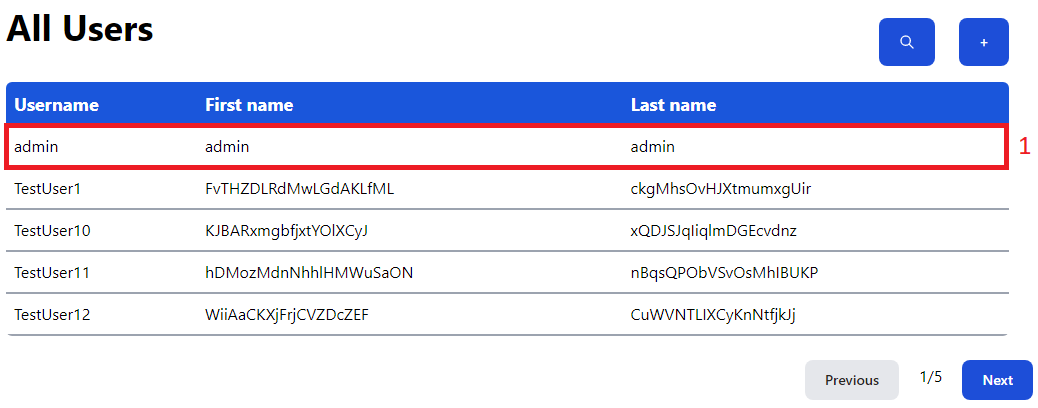 All Users
+
Username First name Last name
admin admin admin 1
TestUser1 FvTHZDLRdMwLGdAKLfML ckgMhsOvHJXtmumxgUir
TestUser10 KJBARxmgbfjxtYOlXCyJ xQDJSJqIiqlmDGEcvdnz
TestUser11 hDMozMdnNhhlHMWuSaON nBqsQPObVSvOsMhIBUKP
TestUser12 WiiAaCKXjFrjCVZDcZEF CuWVNTLIXCyKnNtfjkJj
Previous 1/5 Next